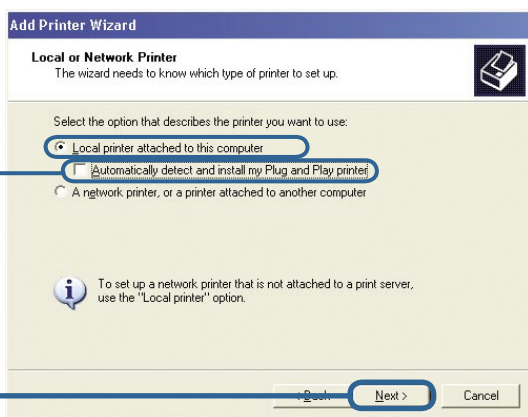 Add Printer Wizard
Local or Network Printer
The wizard needs to know which type of printer to set up.
Select the option that describes the printer you want to use:
Local printer attached to this computer
Automatically detect and install my Plug and Play printer
A network printer, or a printer attached to another computer
To set up a network printer that is not attached to a print server,
use the "Local printer" option.
< Back Next > Cancel